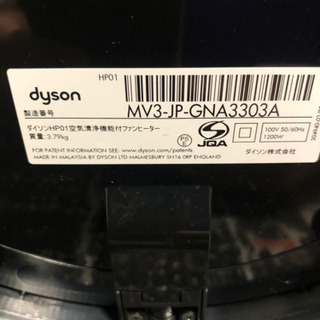 HP01
dyson
製造番号
MV3-JP-GNA3303A
ダイソンHP01空気清浄機能付ファンヒーター
質量: 3.79kg
PS
E
JQA
100V 50/60Hz
1200W
FOR PATENT INFORMATION SEE: www.dyson.com/patents
MADE IN MALAYSIA BY DYSON LTD MALMESBURY SN16 0RP ENGLAND
ダイソン株式会社